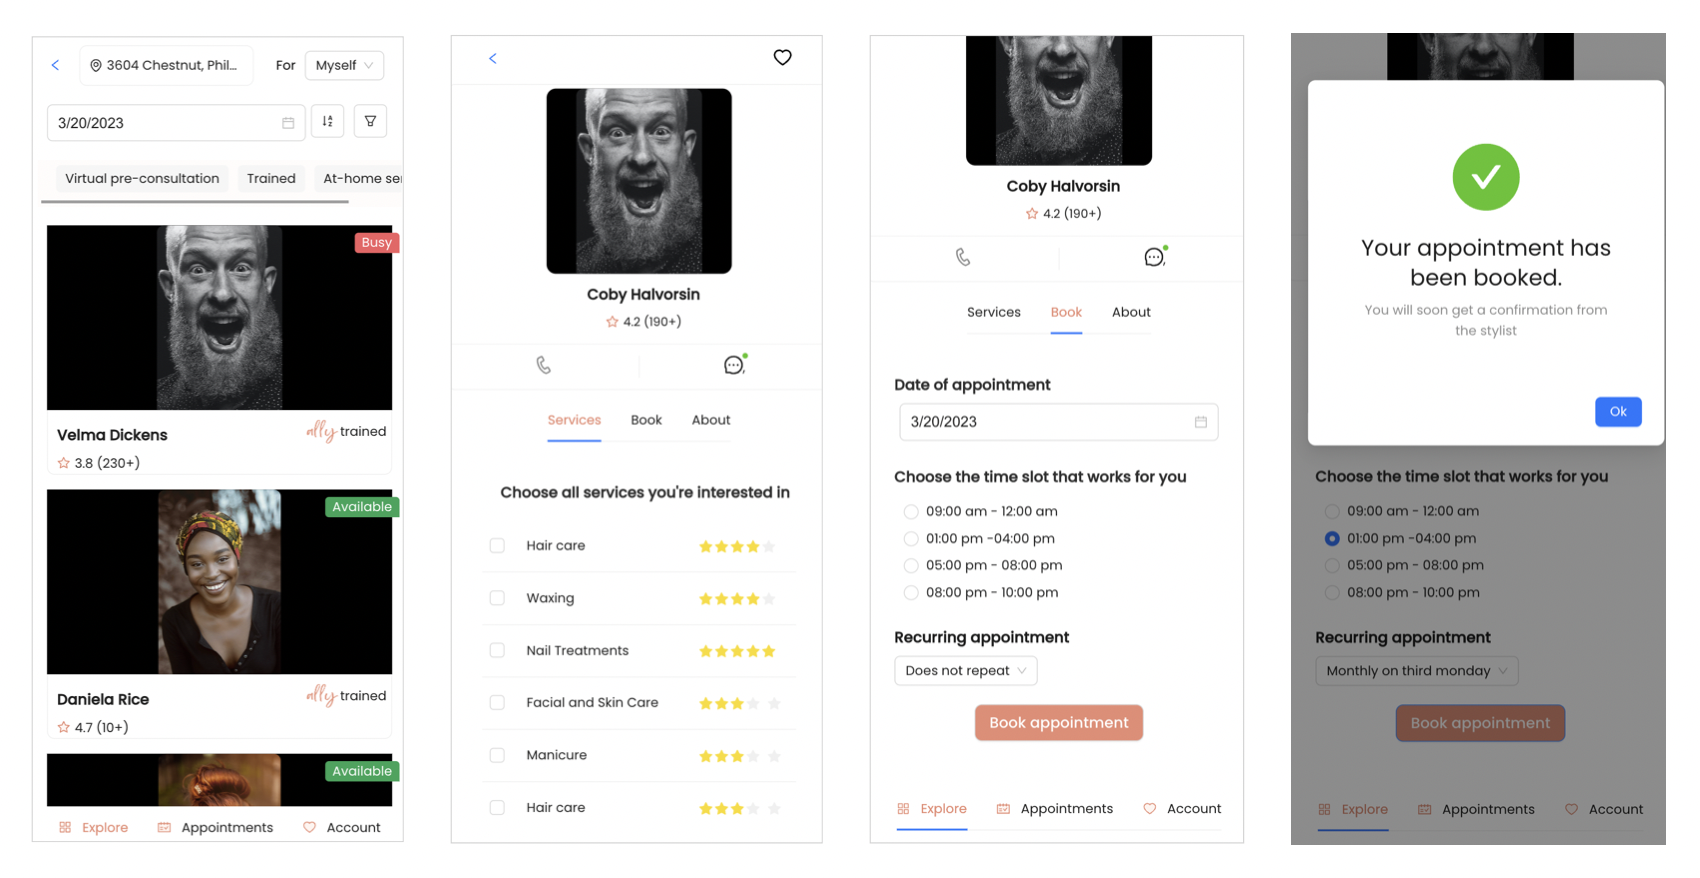 3604 Chestnut, Phil...
For
Myself
3/20/2023
Virtual pre-consultation
Trained
At-home se
Busy
Velma Dickens
ally trained
3.8 (230+)
Available
Daniela Rice
ally trained
4.7 (10+)
Available
Explore
Appointments
Account
Coby Halvorsin
4.2 (190+)
Services
Book
About
Choose all services you're interested in
Hair care
Waxing
Nail Treatments
Facial and Skin Care
Manicure
Hair care
Coby Halvorsin
4.2 (190+)
Services
Book
About
Date of appointment
3/20/2023
Choose the time slot that works for you
09:00 am - 12:00 am
01:00 pm -04:00 pm
05:00 pm - 08:00 pm
08:00 pm - 10:00 pm
Recurring appointment
Does not repeat
Book appointment
Explore
Appointments
Account
Your appointment has
been booked.
You will soon get a confirmation from
the stylist
Ok
Choose the time slot that works for you
09:00 am - 12:00 am
01:00 pm -04:00 pm
05:00 pm - 08:00 pm
08:00 pm - 10:00 pm
Recurring appointment
Monthly on third monday
Book appointment
Explore
Appointments
Account